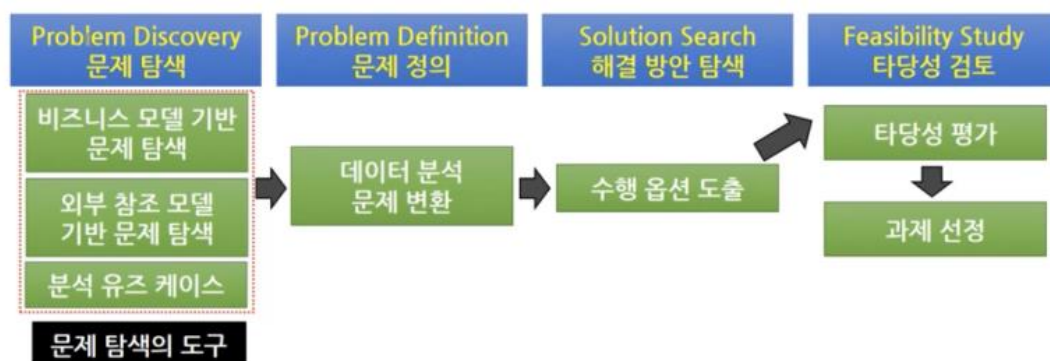 Problem Discovery
문제 탐색
비즈니스 모델 기반
문제 탐색
외부 참조 모델
기반 문제 탐색
분석 유즈 케이스
문제 탐색의 도구
Problem Definition
문제 정의
데이터 분석
문제 변환
Solution Search
해결 방안 탐색
수행 옵션 도출
Feasibility Study
타당성 검토
타당성 평가
과제 선정